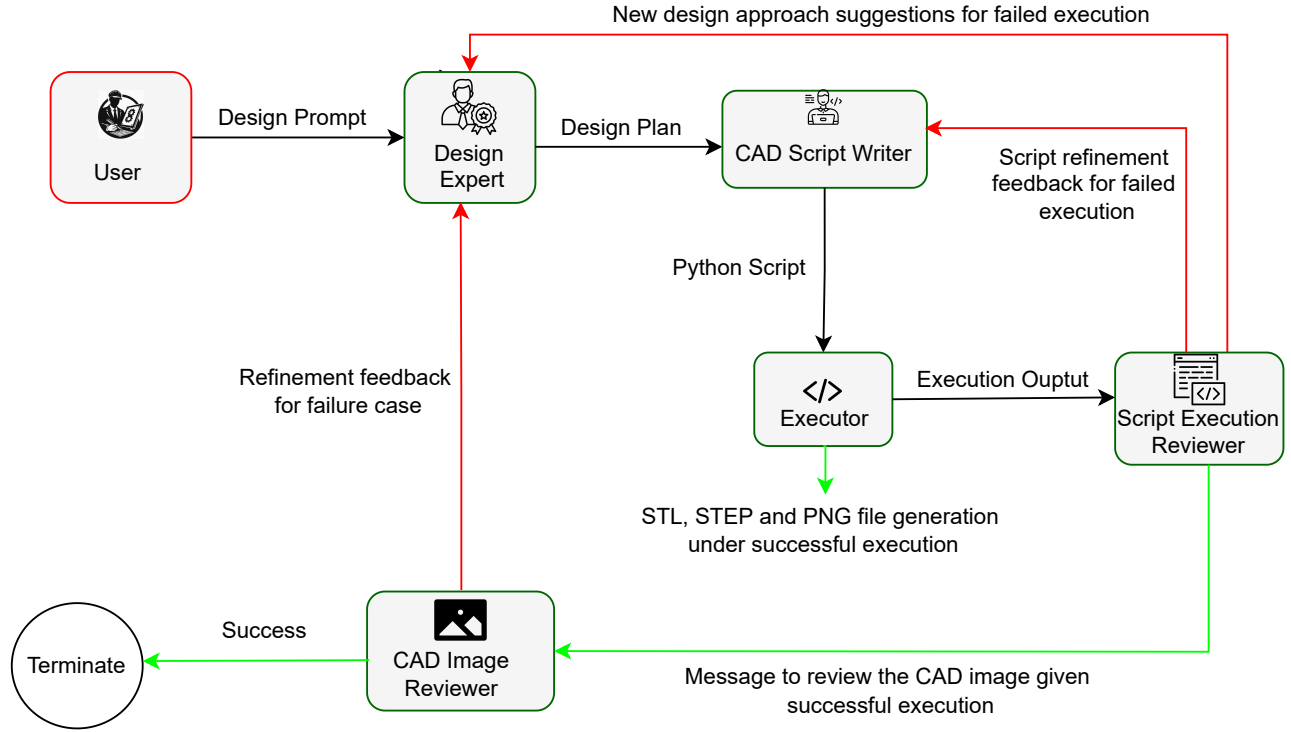 New design approach suggestions for failed execution
User
Design Prompt
Design
Expert
Design Plan
CAD Script Writer
Script refinement
feedback for failed
execution
Python Script
Refinement feedback
for failure case
Executor
Execution Ouptut
Script Execution
Reviewer
STL, STEP and PNG file generation
under successful execution
Terminate
Success
CAD Image
Reviewer
Message to review the CAD image given
successful execution